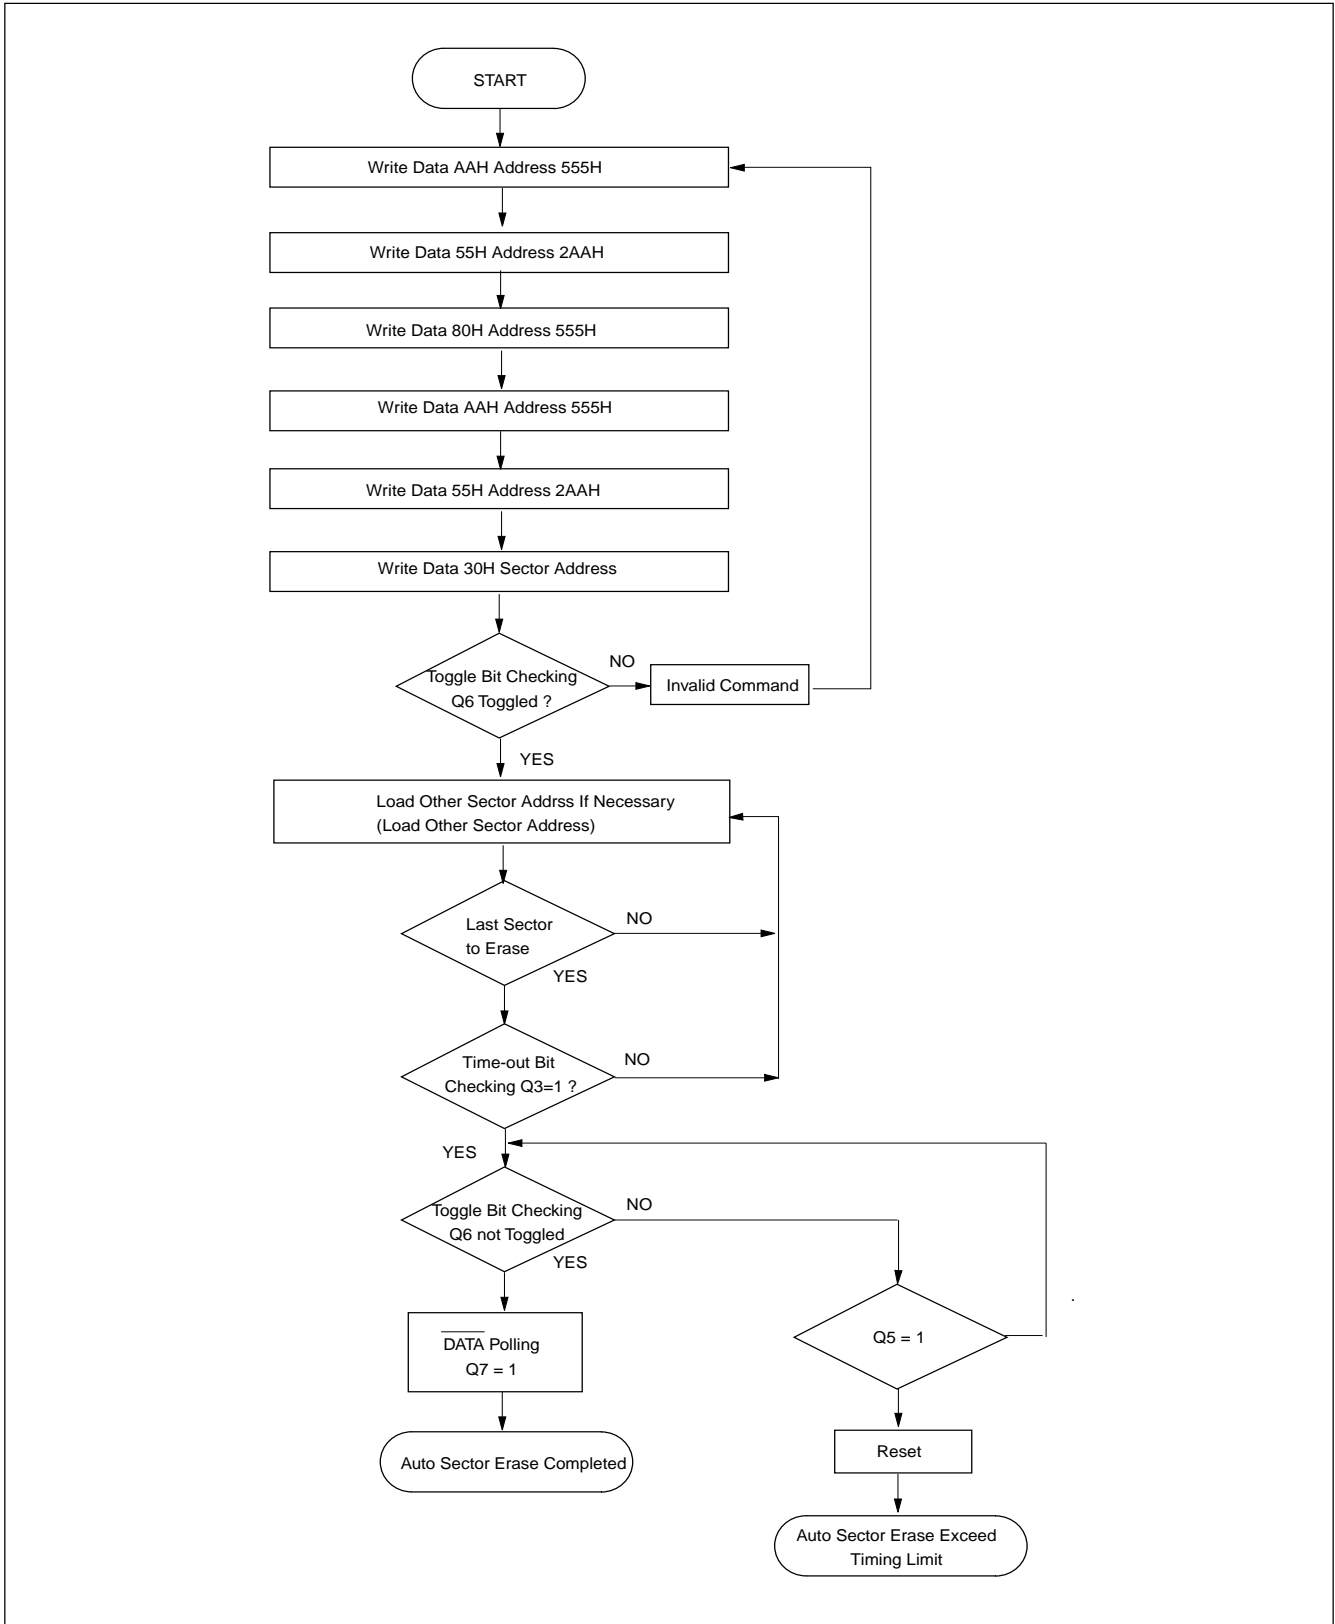 START
Write Data AAH Address 555H
Write Data 55H Address 2AAH
Write Data 80H Address 555H
Write Data AAH Address 555H
Write Data 55H Address 2AAH
Write Data 30H Sector Address
Toggle Bit Checking
Q6 Toggled ?
NO
Invalid Command
YES
Load Other Sector Addrss If Necessary
(Load Other Sector Address)
Last Sector
to Erase
NO
YES
Time-out Bit
Checking Q3=1 ?
NO
YES
Toggle Bit Checking
Q6 not Toggled
NO
YES
DATA Polling
Q7 = 1
Q5 = 1
Auto Sector Erase Completed
Reset
Auto Sector Erase Exceed
Timing Limit